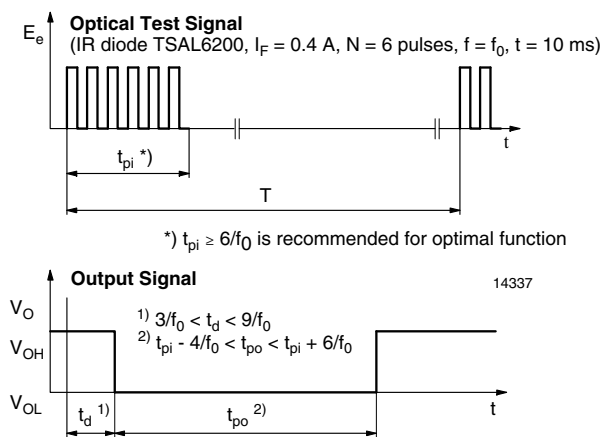 Optical Test Signal
(IR diode TSAL6200, I_F = 0.4 A, N = 6 pulses, f = f_0, t = 10 ms)
E_e
t
t_pi *)
T
*) t_pi ≥ 6/f_0 is recommended for optimal function
Output Signal
14337
V_O
1) 3/f_0 < t_d < 9/f_0
V_OH
2) t_pi - 4/f_0 < t_po < t_pi + 6/f_0
V_OL
t_d 1)
t_po 2)
t